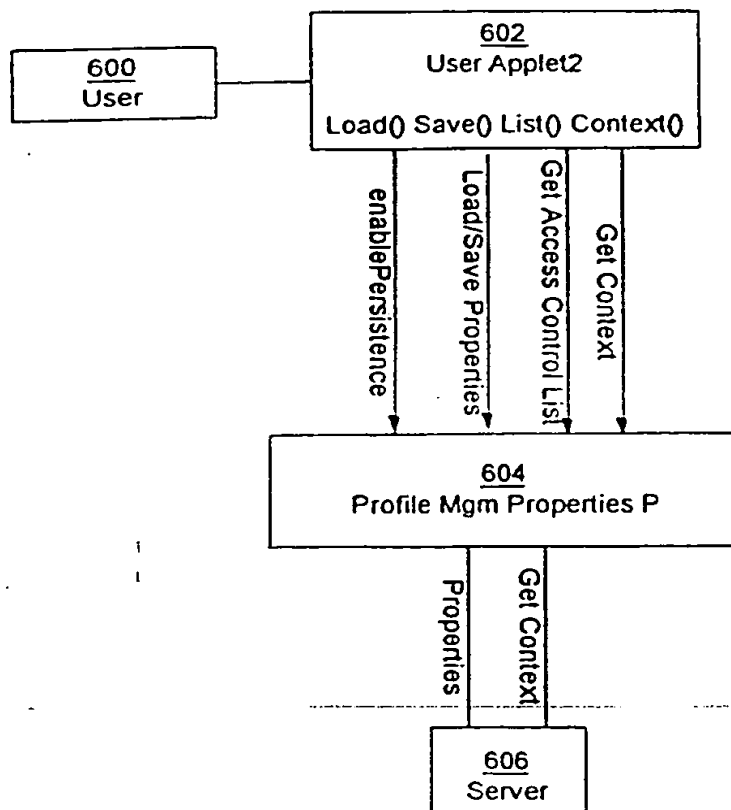 600
User
602
User Applet2
Load() Save() List() Context()
enablePersistence
Load/Save Properties
Get Access Control List
Get Context
604
Profile Mgm Properties P
Properties
Get Context
606
Server